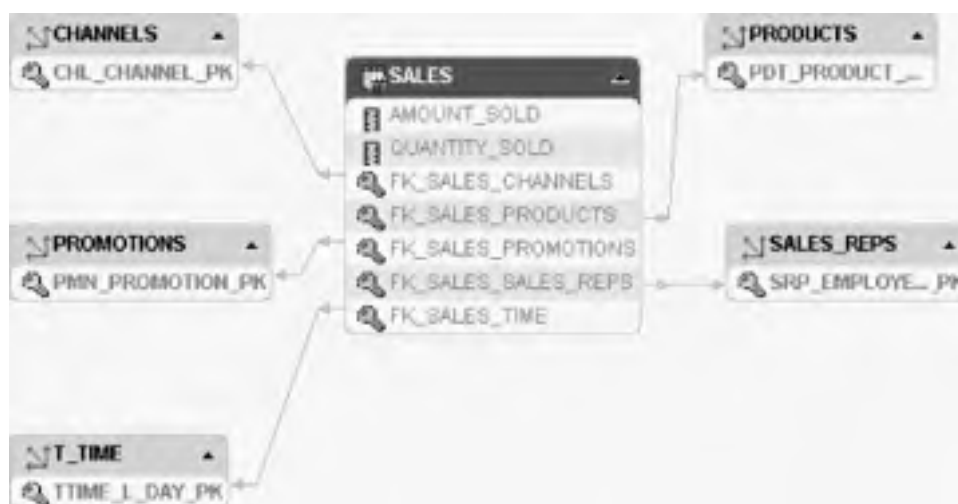 CHANNELS
CHL_CHANNEL_PK
PRODUCTS
PDT_PRODUCT_...
SALES
AMOUNT_SOLD
QUANTITY_SOLD
FK_SALES_CHANNELS
FK_SALES_PRODUCTS
FK_SALES_PROMOTIONS
FK_SALES_SALES_REPS
FK_SALES_TIME
PROMOTIONS
PMN_PROMOTION_PK
SALES_REPS
SRP_EMPLOYE..._PK
T_TIME
TTIME_L_DAY_PK